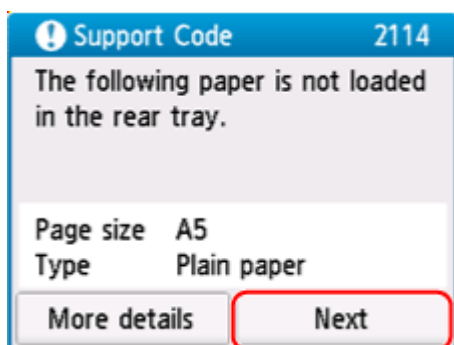 Support Code 2114
The following paper is not loaded
in the rear tray.
Page size A5
Type Plain paper
More details Next